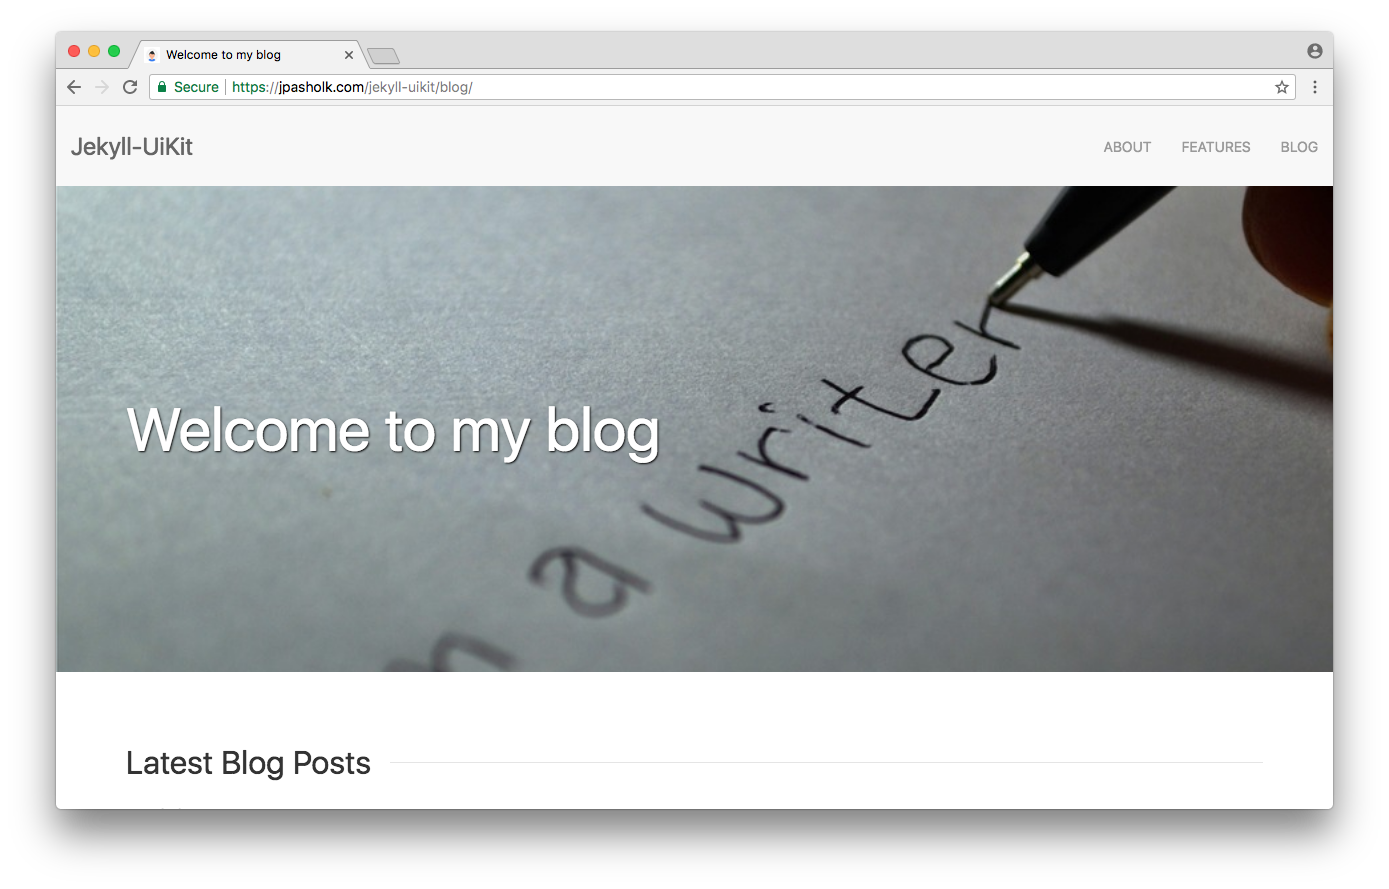 Welcome to my blog
Secure https://jpasholk.com/jekyll-uikit/blog/
Jekyll-UiKit
ABOUT FEATURES BLOG
Welcome to my blog
a writer
Latest Blog Posts